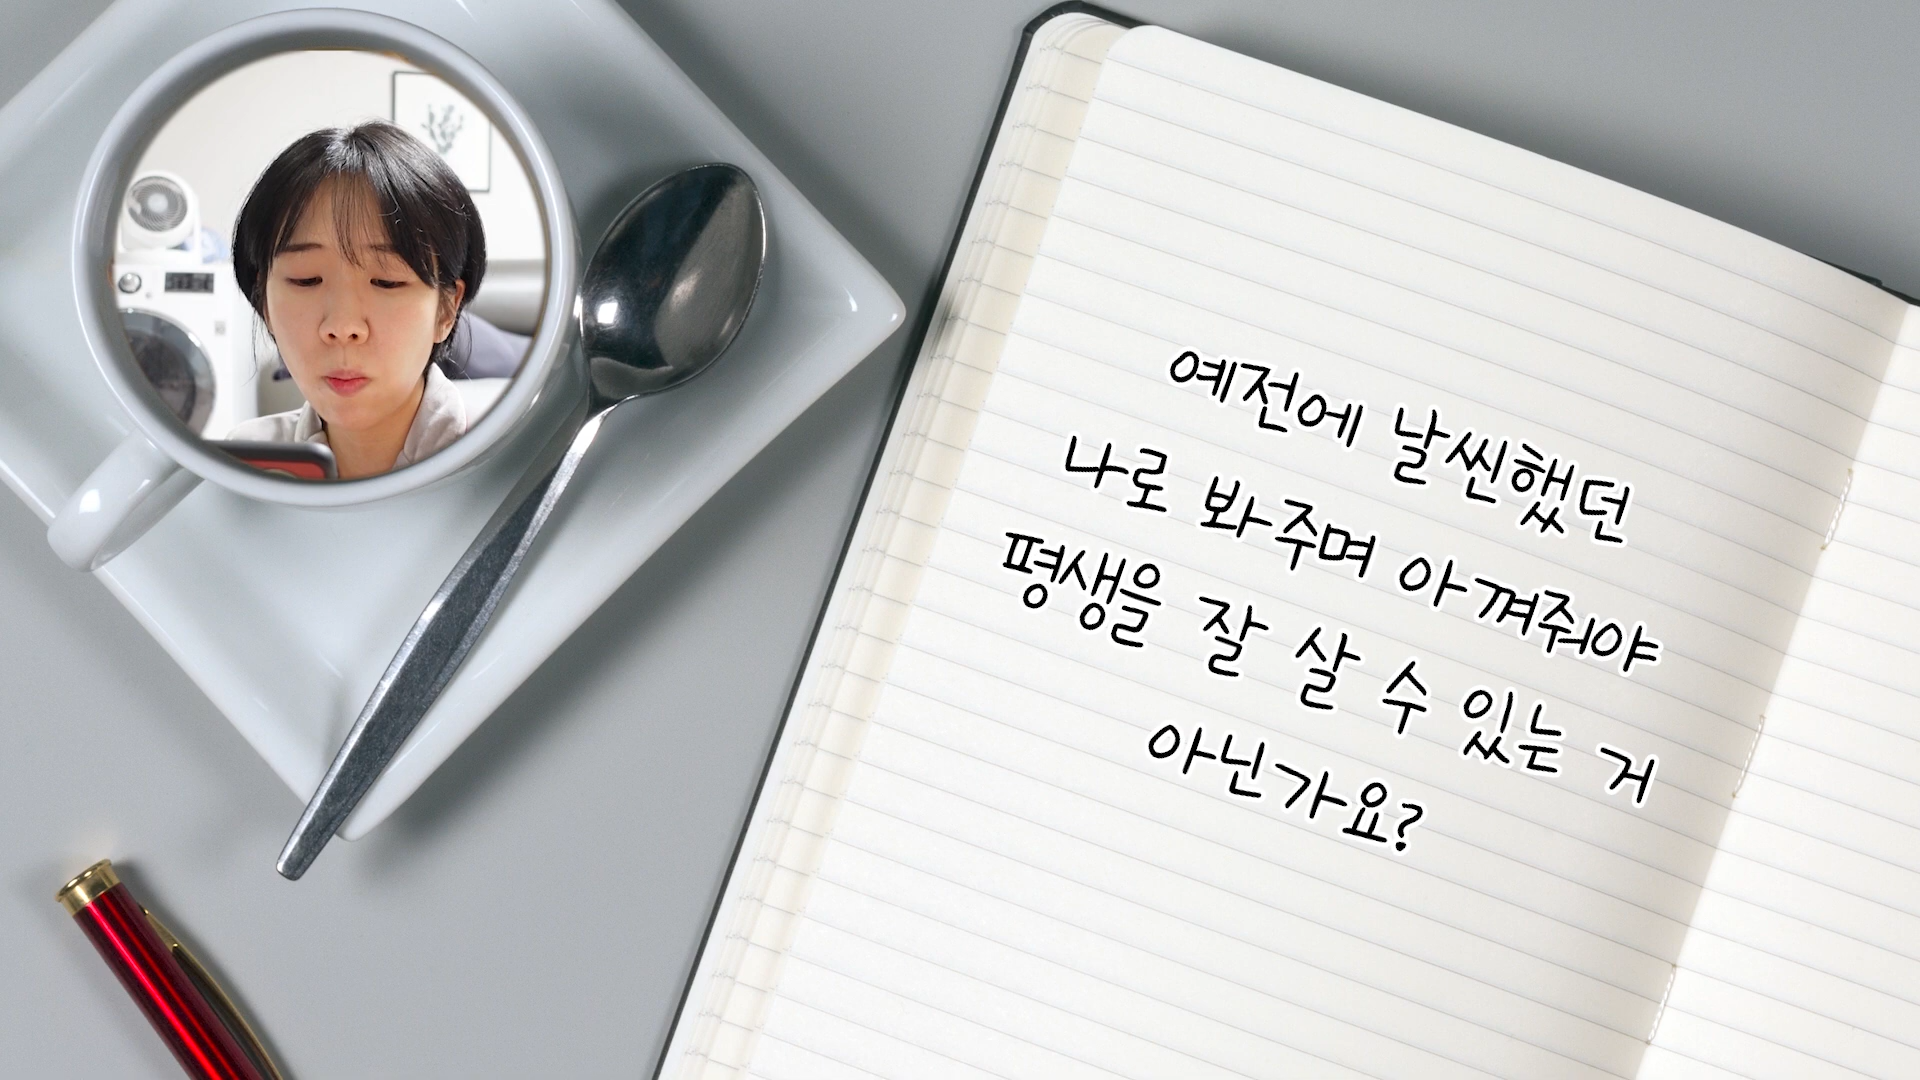 예전에 날씬했던
나로 봐주며 아껴줘야
평생을 잘 살 수 있는 거
아닌가요?